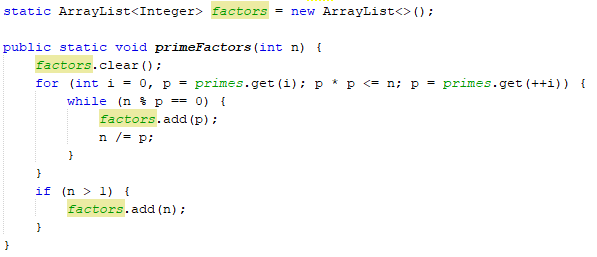 static ArrayList<Integer> factors = new ArrayList<>();
public static void primeFactors(int n) {
factors.clear();
for (int i = 0, p = primes.get(i); p * p <= n; p = primes.get(++i)) {
while (n % p == 0) {
factors.add(p);
n /= p;
}
}
if (n > 1) {
factors.add(n);
}
}